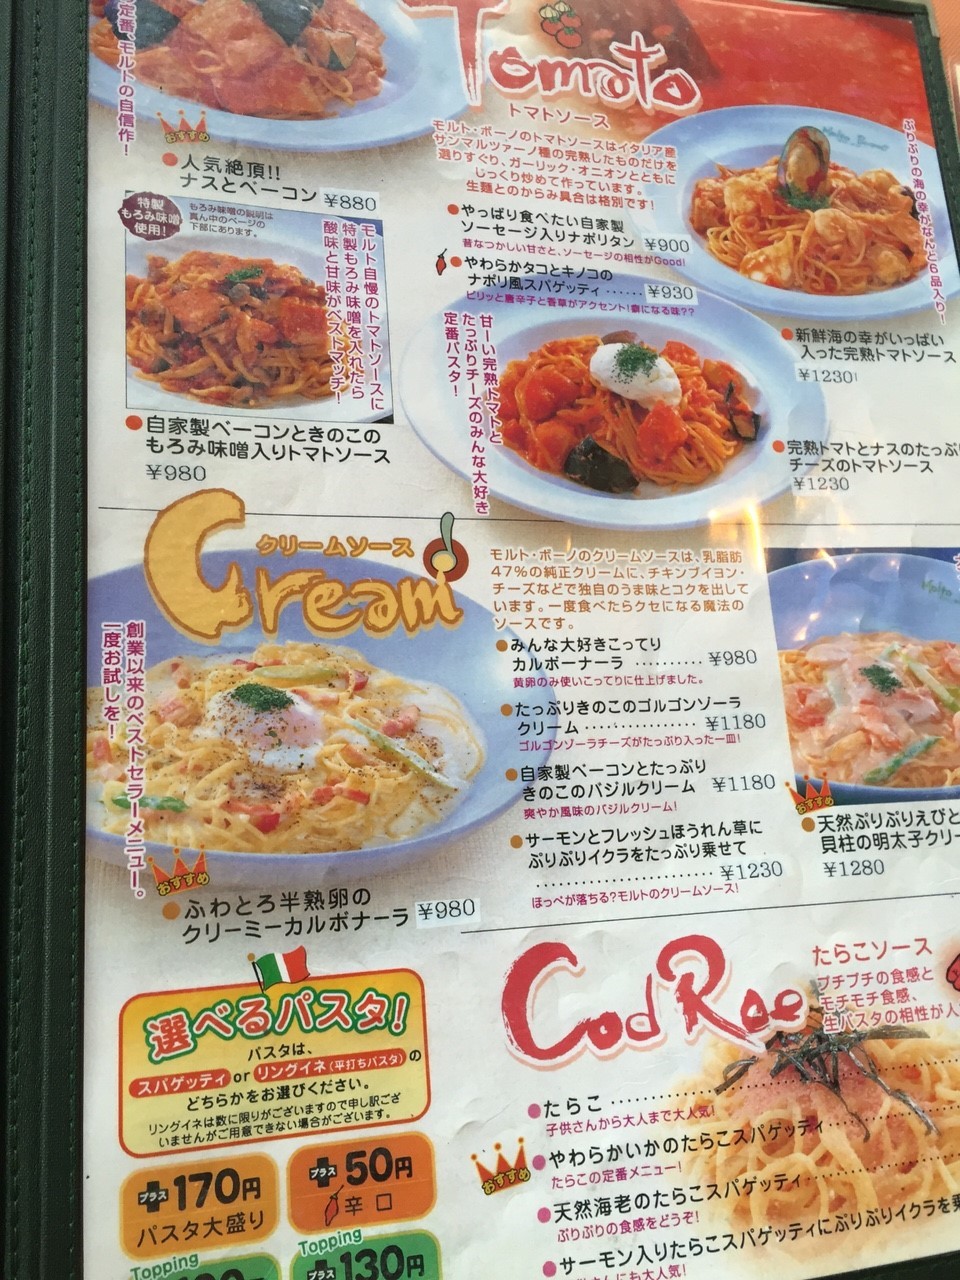 定番、モルトの自信作!
おすすめ
人気絶頂!!
ナスとベーコン ¥880
Tomato
トマトソース
モルト・ボーノのトマトソースはイタリア産
サンマルツァーノ種の完熟したものだけを
選りすぐり、ガーリック・オニオンとともに
じっくり炒めて作っています。
生麺とのからみ具合は格別です!
やっぱり食べたい自家製
ソーセージ入りナポリタン ¥900
昔なつかしい甘さと、ソーセージの相性がGood!
やわらかタコとキノコの
ナポリ風スパゲッティ ...... ¥930
ピリッと唐辛子と香草がアクセント!癖になる味??
ぷりぷりの海の幸がなんと6品入り!
新鮮海の幸がいっぱい
入った完熟トマトソース
¥1230
特製
もろみ味噌
使用!
もろみ味噌の説明は
真ん中のページの
下部にあります。
モルト自慢のトマトソースに
特製もろみ味噌を入れたら
酸味と甘味がベストマッチ!
自家製ベーコンときのこの
もろみ味噌入りトマトソース
¥980
甘ーい完熟トマトと
たっぷりチーズのみんな大好き
定番パスタ!
完熟トマトとナスのたっぷ
チーズのトマトソース
¥1230
Cream
クリームソース
モルト・ボーノのクリームソースは、乳脂肪
47%の純正クリームに、チキンブイヨン・
チーズなどで独自のうま味とコクを出して
います。一度食べたらクセになる魔法の
ソースです。
みんな大好きこってり
カルボーナーラ .......... ¥980
黄卵のみ使いこってりに仕上げました。
たっぷりきのこのゴルゴンゾーラ
クリーム ................ ¥1180
ゴルゴンゾーラチーズがたっぷり入った一皿!
自家製ベーコンとたっぷり
きのこのバジルクリーム ¥1180
爽やか風味のバジルクリーム!
サーモンとフレッシュほうれん草に
ぷりぷりイクラをたっぷり乗せて
........................ ¥1230
ほっぺが落ちる?モルトのクリームソース!
創業以来のベストセラーメニュー。
一度お試しを!
おすすめ
ふわとろ半熟卵の
クリーミーカルボナーラ ¥980
おすすめ
天然ぷりぷりえびと
貝柱の明太子クリー
¥1280
選べるパスタ!
パスタは、
スパゲッティ or リングイネ(平打ちパスタ)の
どちらかをお選びください。
リングイネは数に限りがございますので申し訳ござ
いませんがご用意できない場合がございます。
プラス170円
パスタ大盛り
プラス50円
辛口
Topping
Topping
プラス130円
Cod Roe
たらこソース
プチプチの食感と
モチモチ食感、
生パスタの相性が人
たらこ
子供さんから大人まで大人気!
おすすめ
やわらかいかのたらこスパゲッティ
たらこの定番メニュー!
天然海老のたらこスパゲッティ
ぷりぷりの食感をどうぞ!
サーモン入りたらこスパゲッティにぷりぷりイクラを乗
さんにも大人気!